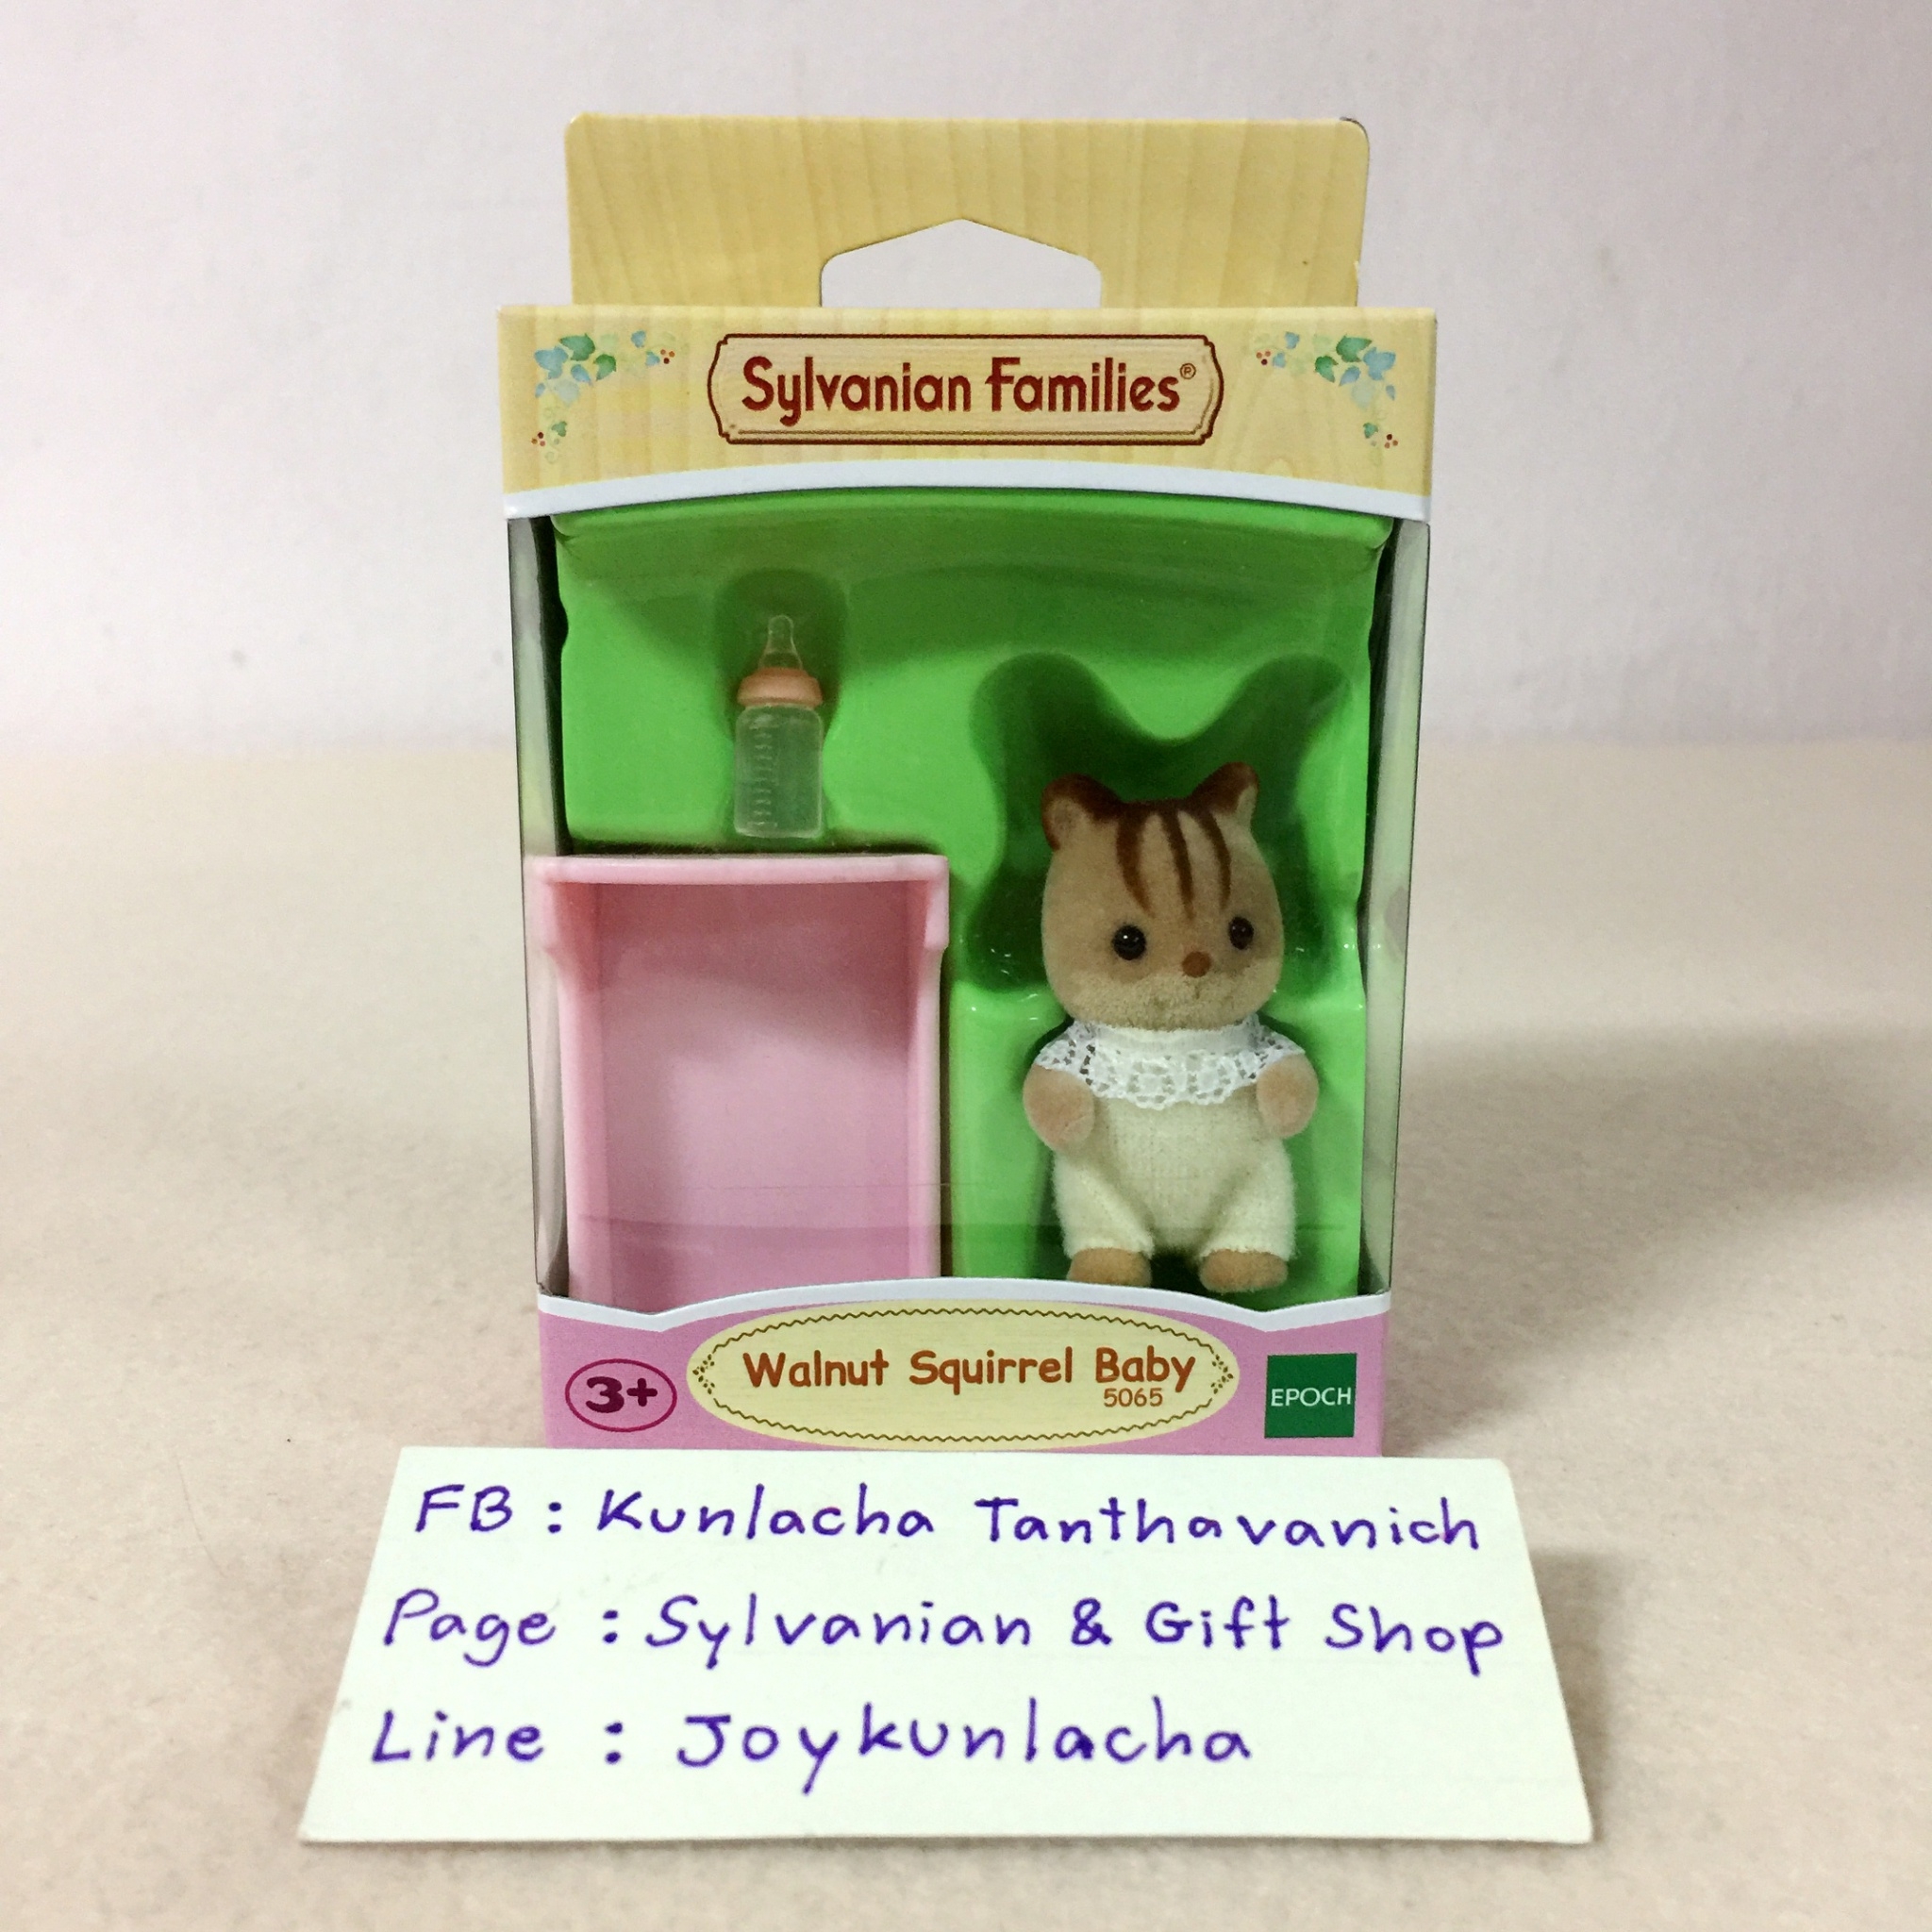 Sylvanian Families®
Walnut Squirrel Baby
5065
3+
EPOCH
FB : Kunlacha Tanthavanich
Page : Sylvanian & Gift Shop
Line : Joykunlacha